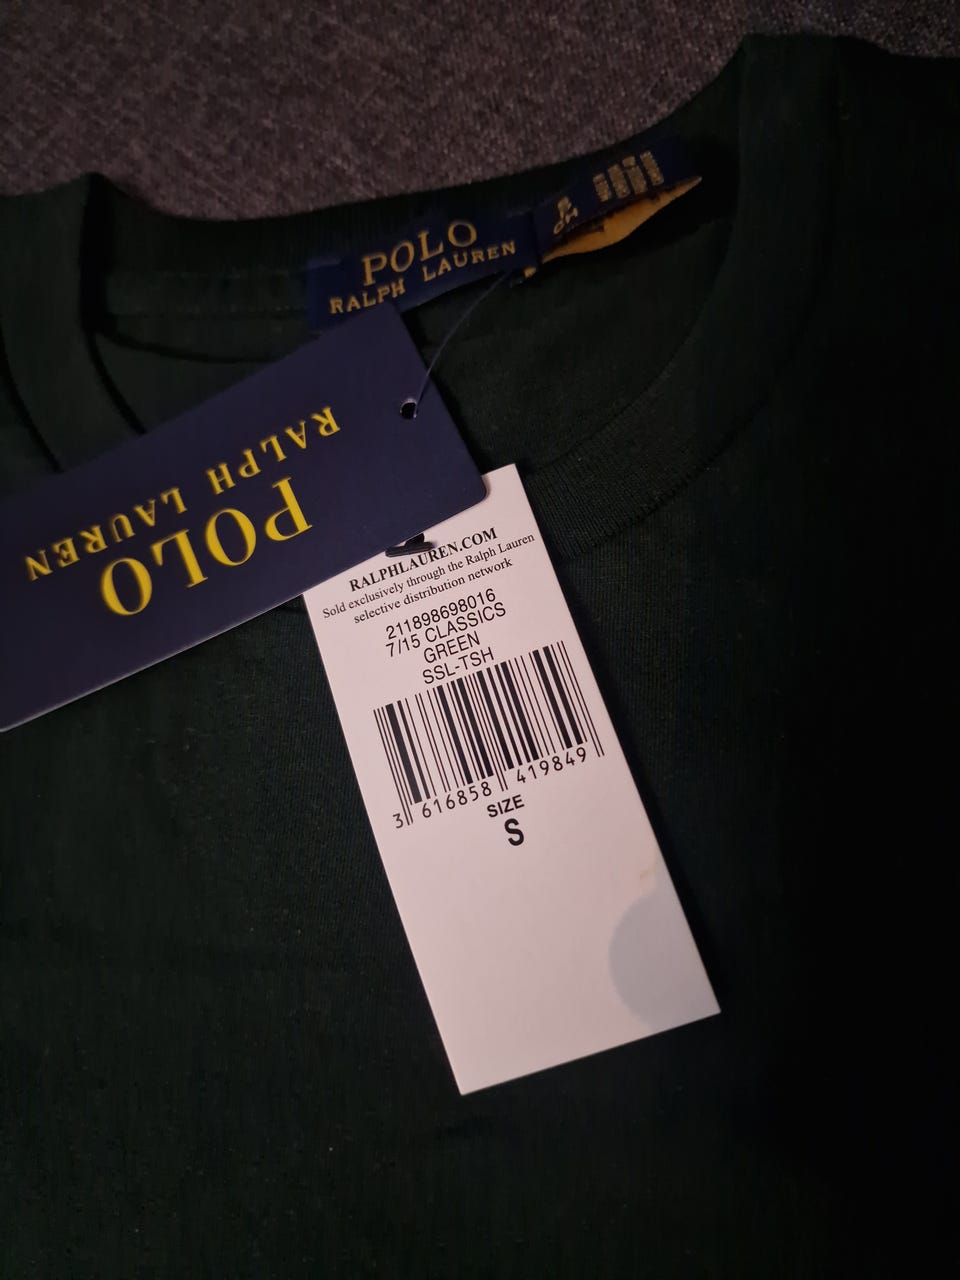 POLO
RALPH LAUREN
POLO
RALPH LAUREN
RALPHLAUREN.COM
Sold exclusively through the Ralph Lauren
selective distribution network
211898698016
7/15 CLASSICS
GREEN
SSL-TSH
3 616858 419849
SIZE
S